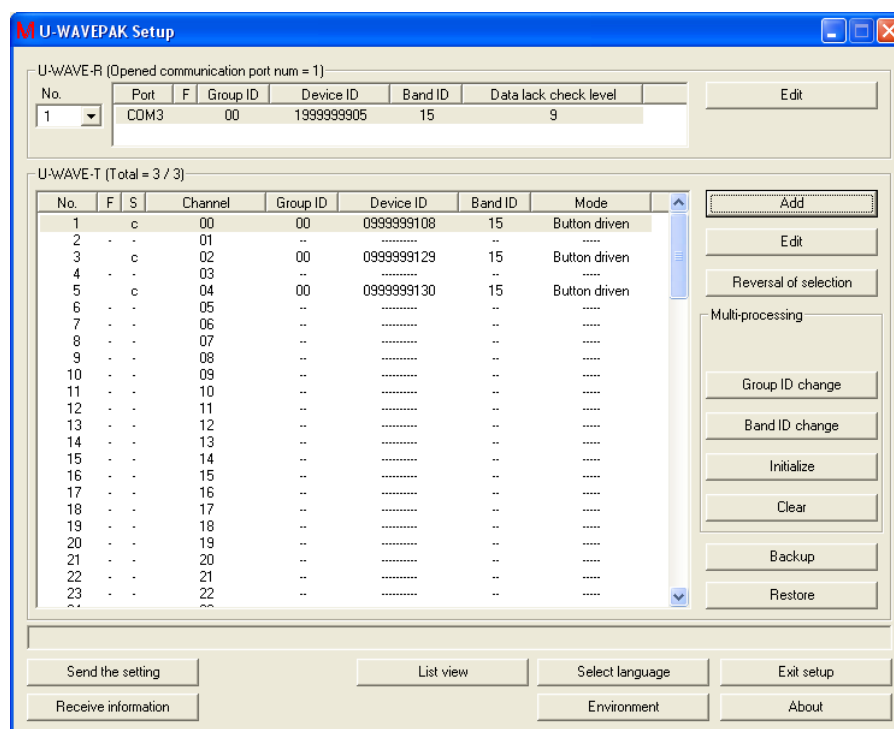 M U-WAVEPAK Setup
U-WAVE-R (Opened communication port num = 1)
No. Port F Group ID Device ID Band ID Data lack check level Edit
1 COM3 00 1999999905 15 9
U-WAVE-T (Total = 3 / 3)
No. F S Channel Group ID Device ID Band ID Mode Add
1 c 00 00 0999999108 15 Button driven
2 - - 01 -- ---------- -- ----- Edit
3 c 02 00 0999999129 15 Button driven
4 - - 03 -- ---------- -- -----
5 c 04 00 0999999130 15 Button driven Reversal of selection
6 - - 05 -- ---------- -- -----
7 - - 06 -- ---------- -- ----- Multi-processing
8 - - 07 -- ---------- -- -----
9 - - 08 -- ---------- -- -----
10 - - 09 -- ---------- -- -----
11 - - 10 -- ---------- -- ----- Group ID change
12 - - 11 -- ---------- -- -----
13 - - 12 -- ---------- -- ----- Band ID change
14 - - 13 -- ---------- -- -----
15 - - 14 -- ---------- -- -----
16 - - 15 -- ---------- -- ----- Initialize
17 - - 16 -- ---------- -- -----
18 - - 17 -- ---------- -- ----- Clear
19 - - 18 -- ---------- -- -----
20 - - 19 -- ---------- -- -----
21 - - 20 -- ---------- -- ----- Backup
22 - - 21 -- ---------- -- -----
23 - - 22 -- ---------- -- ----- Restore
Send the setting List view Select language Exit setup
Receive information Environment About